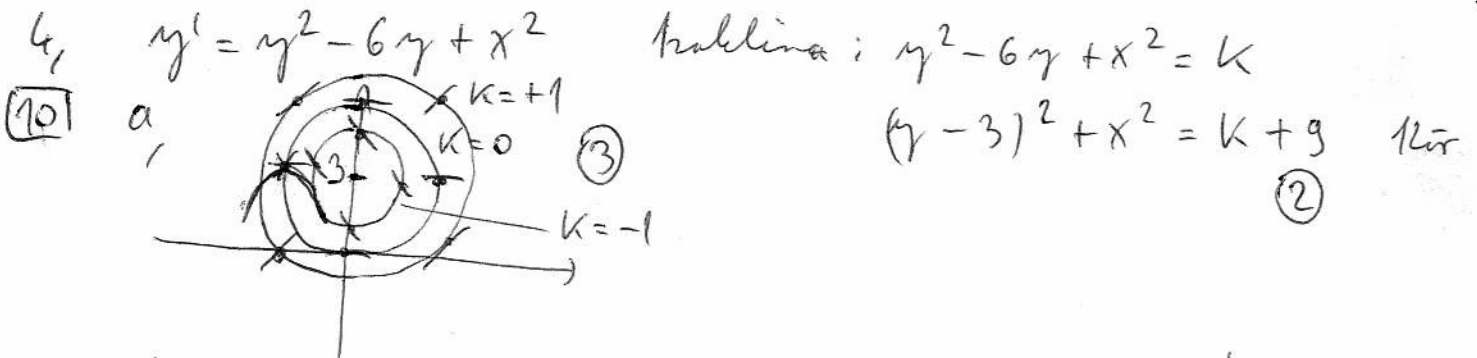 4, y' = y² - 6y + x² Izoklina: y² - 6y + x² = K
10 a, K = +1 (y - 3)² + x² = K + 9 Kör
K = 0 ③ ②
3
K = -1